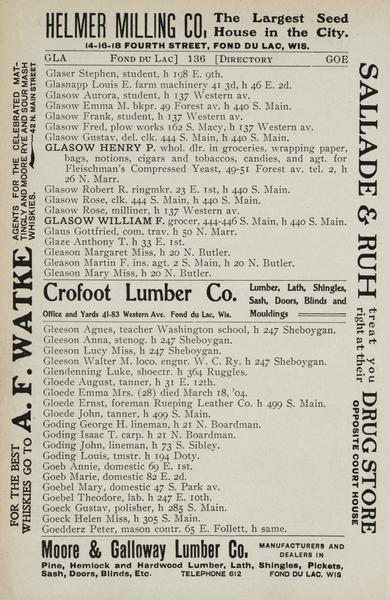 HELMER MILLING CO. The Largest Seed
House in the City.
14-16-18 FOURTH STREET, FOND DU LAC, WIS.
GLA FOND DU LAC] 136 [DIRECTORY GOE
Glaser Stephen, student, h 198 E. 9th.
Glasnapp Louis E. farm machinery 41 3d, h 46 E. 2d.
Glasow Aurora, student, h 137 Western av.
Glasow Emma M. bkpr. 49 Forest av. h 440 S. Main.
Glasow Frank, student, h 137 Western av.
Glasow Fred, plow works 162 S. Macy, h 137 Western av.
Glasow Gustav, del. clk. 444 S. Main, h 440 S. Main.
GLASOW HENRY P. whol. dlr. in groceries, wrapping paper,
bags, notions, cigars and tobaccos, candies, and agt. for
Fleischman's Compressed Yeast, 49-51 Forest av. tel. 2, h
26 N. Marr.
Glasow Robert R. ringmkr. 23 E. 1st, h 440 S. Main.
Glasow Rose, clk. 444 S. Main, h 440 S. Main.
Glasow Rose, milliner, h 137 Western av.
GLASOW WILLIAM F. grocer, 444-446 S. Main, h 440 S. Main.
Glaus Gottfried, com. trav. h 50 N. Marr.
Glaze Anthony T. h 33 E. 1st.
Gleason Margaret Miss, h 20 N. Butler.
Gleason Martin F. ins. agt. 2 S. Main, h 20 N. Butler.
Gleason Mary Miss, h 20 N. Butler.
Crofoot Lumber Co. Lumber, Lath, Shingles,
Sash, Doors, Blinds and
Office and Yards 41-83 Western Ave. Fond du Lac, Wis. Mouldings
Gleeson Agnes, teacher Washington school, h 247 Sheboygan.
Gleeson Anna, stenog. h 247 Sheboygan.
Gleeson Lucy Miss, h 247 Sheboygan.
Gleeson Walter M. loco. engnr. W. C. Ry. h 247 Sheboygan.
Glendenning Luke, shoectr. h 364 Ruggles.
Gloede August, tanner, h 31 E. 12th.
Gloede Emma Mrs. (28) died March 18, '04.
Gloede Ernst, foreman Rueping Leather Co. h 499 S. Main.
Gloede John, tanner, h 499 S. Main.
Goding George H. lineman, h 21 N. Boardman.
Goding Isaac T. carp. h 21 N. Boardman.
Goding John, lineman, h 73 S. Sibley.
Goding Louis, tmstr. h 194 Doty.
Goeb Annie, domestic 69 E. 1st.
Goeb Marie, domestic 82 E. 2d.
Goebel Mary, domestic 47 S. Park av.
Goebel Theodore, lab. h 247 E. 10th.
Goeck Gustav, polisher, h 285 S. Main.
Goeck Helen Miss, h 305 S. Main.
Goedderz Peter, mason contr. 65 E. Follett, h same.
Moore & Galloway Lumber Co. MANUFACTURERS AND
DEALERS IN
Pine, Hemlock and Hardwood Lumber, Lath, Shingles, Pickets,
Sash, Doors, Blinds, Etc. TELEPHONE 612 FOND DU LAC, WIS
FOR THE BEST
WHISKIES GO TO A. F. WATKE
AGENTS FOR THE CELEBRATED MAT-
TINGLY AND MOORE RYE AND SOUR MASH
WHISKIES. 42 N. MAIN STREET
SALLADE & RUH treat you
right at their DRUG STORE
OPPOSITE COURT HOUSE